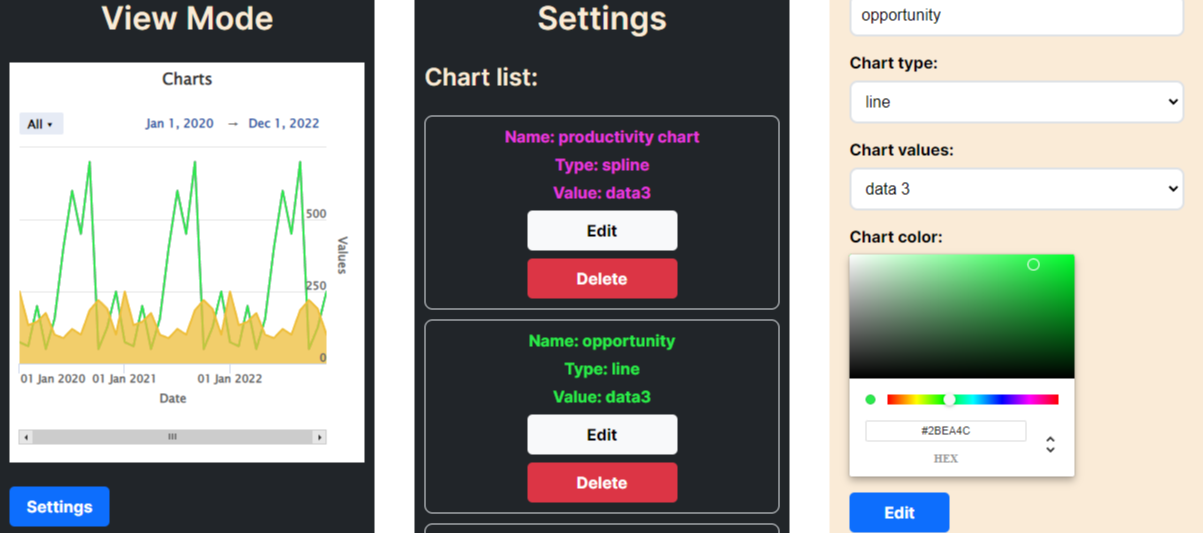 View Mode
Charts
All ▾
Jan 1, 2020 → Dec 1, 2022
500
250
0
Values
01 Jan 2020 01 Jan 2021 01 Jan 2022
Date
Settings
Settings
Chart list:
Name: productivity chart
Type: spline
Value: data3
Edit
Delete
Name: opportunity
Type: line
Value: data3
Edit
Delete
opportunity
Chart type:
line
Chart values:
data 3
Chart color:
#2BEA4C
HEX
Edit